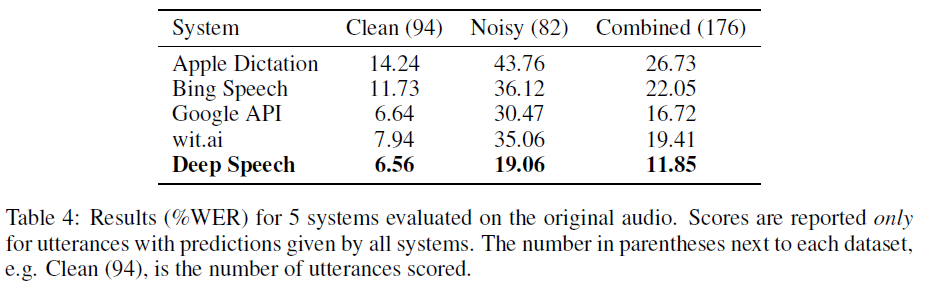 System Clean (94) Noisy (82) Combined (176)
Apple Dictation 14.24 43.76 26.73
Bing Speech 11.73 36.12 22.05
Google API 6.64 30.47 16.72
wit.ai 7.94 35.06 19.41
Deep Speech 6.56 19.06 11.85
Table 4: Results (%WER) for 5 systems evaluated on the original audio. Scores are reported only
for utterances with predictions given by all systems. The number in parentheses next to each dataset,
e.g. Clean (94), is the number of utterances scored.